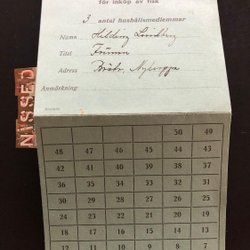 för inköp av fisk
3 antal hushållsmedlemmar
Namn Hilding Lindberg
Titel
Adress
Anmärkning
NISSED
50 49
48 47 46 45 44 43
42 41 40 39 38 37
36 35 34 33 32 31
30 29 28 27 26 25
24 23 22 21 20 19
18 17 16 15 14 13
12 11 10 9 8 7